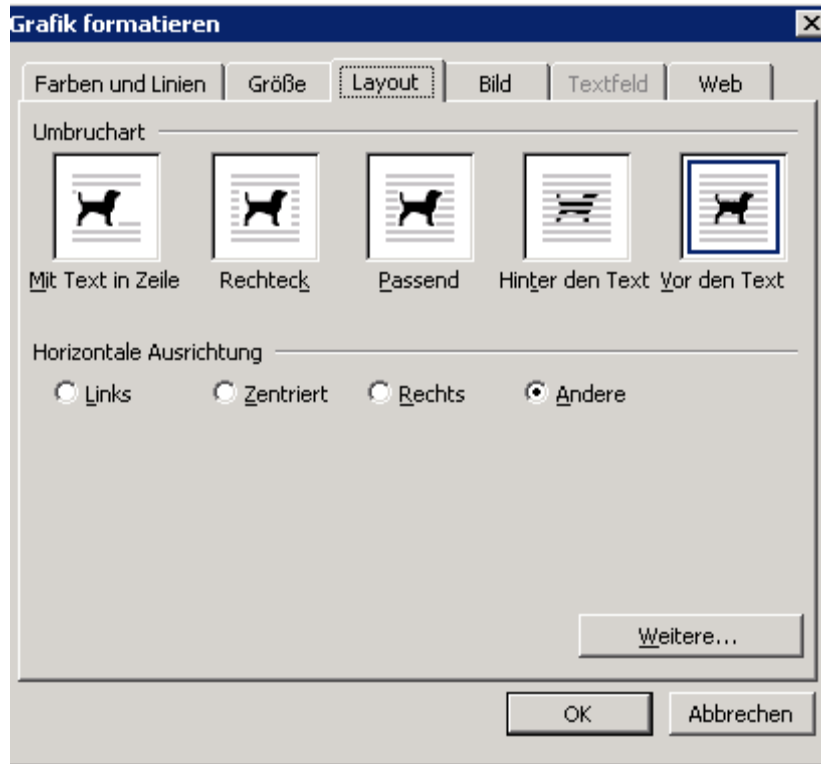 Grafik formatieren
Farben und Linien Größe Layout Bild Textfeld Web
Umbruchart
Mit Text in Zeile Rechteck Passend Hinter den Text Vor den Text
Horizontale Ausrichtung
Links Zentriert Rechts Andere
Weitere...
OK Abbrechen